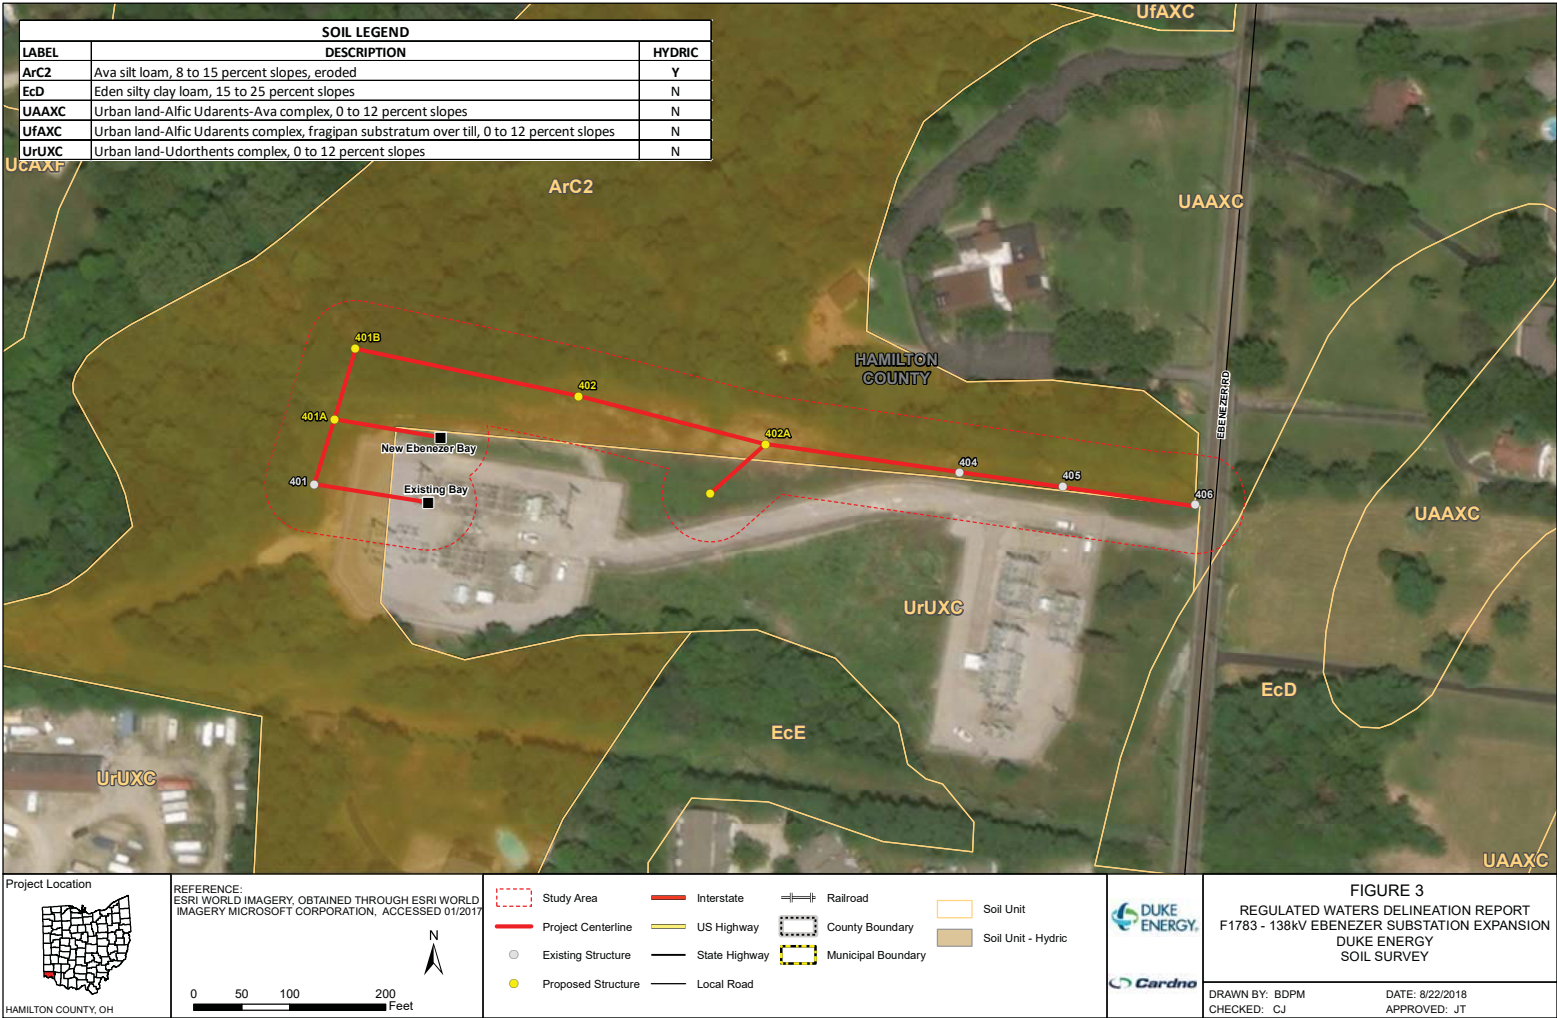 SOIL LEGEND
LABEL DESCRIPTION HYDRIC
ArC2 Ava silt loam, 8 to 15 percent slopes, eroded Y
EcD Eden silty clay loam, 15 to 25 percent slopes N
UAAXC Urban land-Alfic Udarents-Ava complex, 0 to 12 percent slopes N
UfAXC Urban land-Alfic Udarents complex, fragipan substratum over till, 0 to 12 percent slopes N
UrUXC Urban land-Udorthents complex, 0 to 12 percent slopes N
UfAXC
UcAXF
ArC2
UAAXC
401B
HAMILTON
COUNTY
402
EBENEZER RD
401A
402A
New Ebenezer Bay
404
401
Existing Bay
405
406
UAAXC
UrUXC
EcD
EcE
UrUXC
UAAXC
Project Location
HAMILTON COUNTY, OH
REFERENCE:
ESRI WORLD IMAGERY, OBTAINED THROUGH ESRI WORLD
IMAGERY MICROSOFT CORPORATION, ACCESSED 01/2017
N
0 50 100 200
Feet
Study Area
Project Centerline
Existing Structure
Proposed Structure
Interstate
US Highway
State Highway
Local Road
Railroad
County Boundary
Municipal Boundary
Soil Unit
Soil Unit - Hydric
DUKE
ENERGY®
Cardno
FIGURE 3
REGULATED WATERS DELINEATION REPORT
F1783 - 138kV EBENEZER SUBSTATION EXPANSION
DUKE ENERGY
SOIL SURVEY
DRAWN BY: BDPM DATE: 8/22/2018
CHECKED: CJ APPROVED: JT